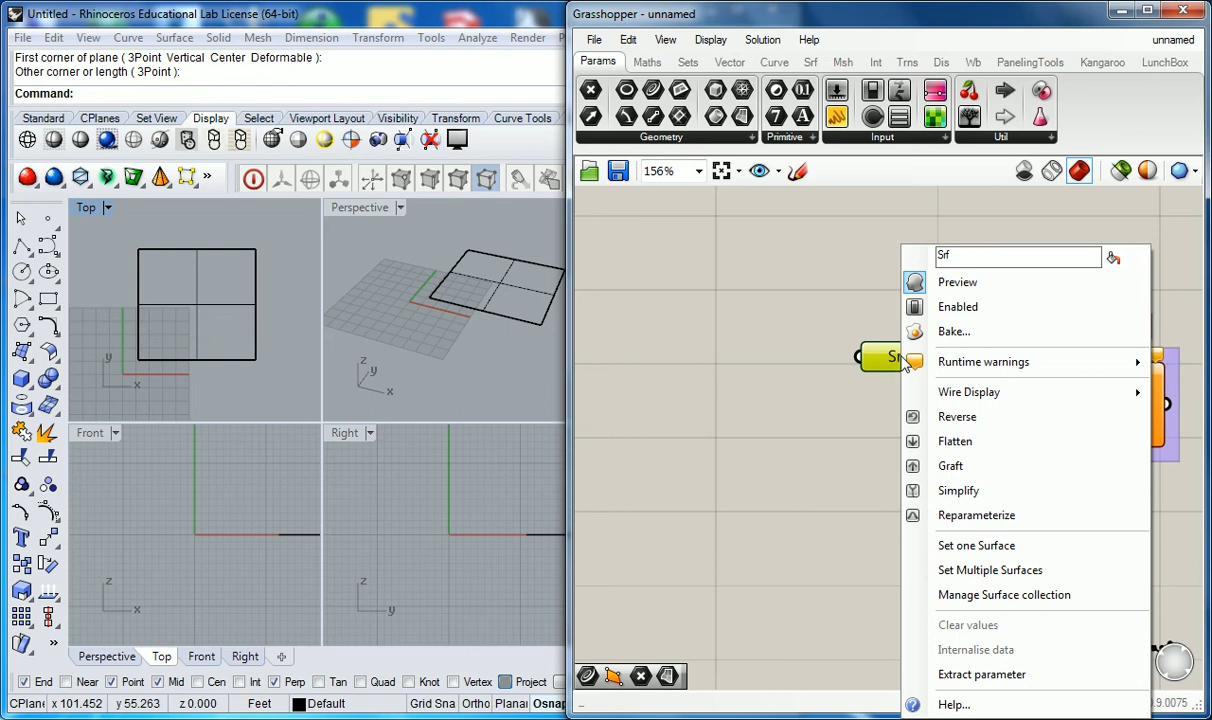 Untitled - Rhinoceros Educational Lab License (64-bit)
File Edit View Curve Surface Solid Mesh Dimension Transform Tools Analyze Render
First coror of plane ( 3Point Vertical Center Deformable ):
Other corner or length ( 3Point ):
Command:
Standard CPlanes Set View Display Select Viewport Layout Visibility Transform Curve Tools
»
Top
Perspective
y
x
z
y
x
Front
Right
z
x
z
y
»
Perspective Top Front Right
End Near Point Mid Cen Int Perp Tan Quad Knot Vertex Project
CPlane x 101.452 y 55.263 z 0.000 Feet Default Grid Sna Ortho Planar Osnap
Grasshopper - unnamed
File Edit View Display Solution Help unnamed
Params Maths Sets Vector Curve Srf Msh Int Trns Dis Wb PanelingTools Kangaroo LunchBox
Geometry Primitive Input Util
156%
Srf
Preview
Enabled
Bake...
Runtime warnings
Wire Display
Reverse
Flatten
Graft
Simplify
Reparameterize
Set one Surface
Set Multiple Surfaces
Manage Surface collection
Clear values
Internalise data
Extract parameter
Help...
0.9.0075